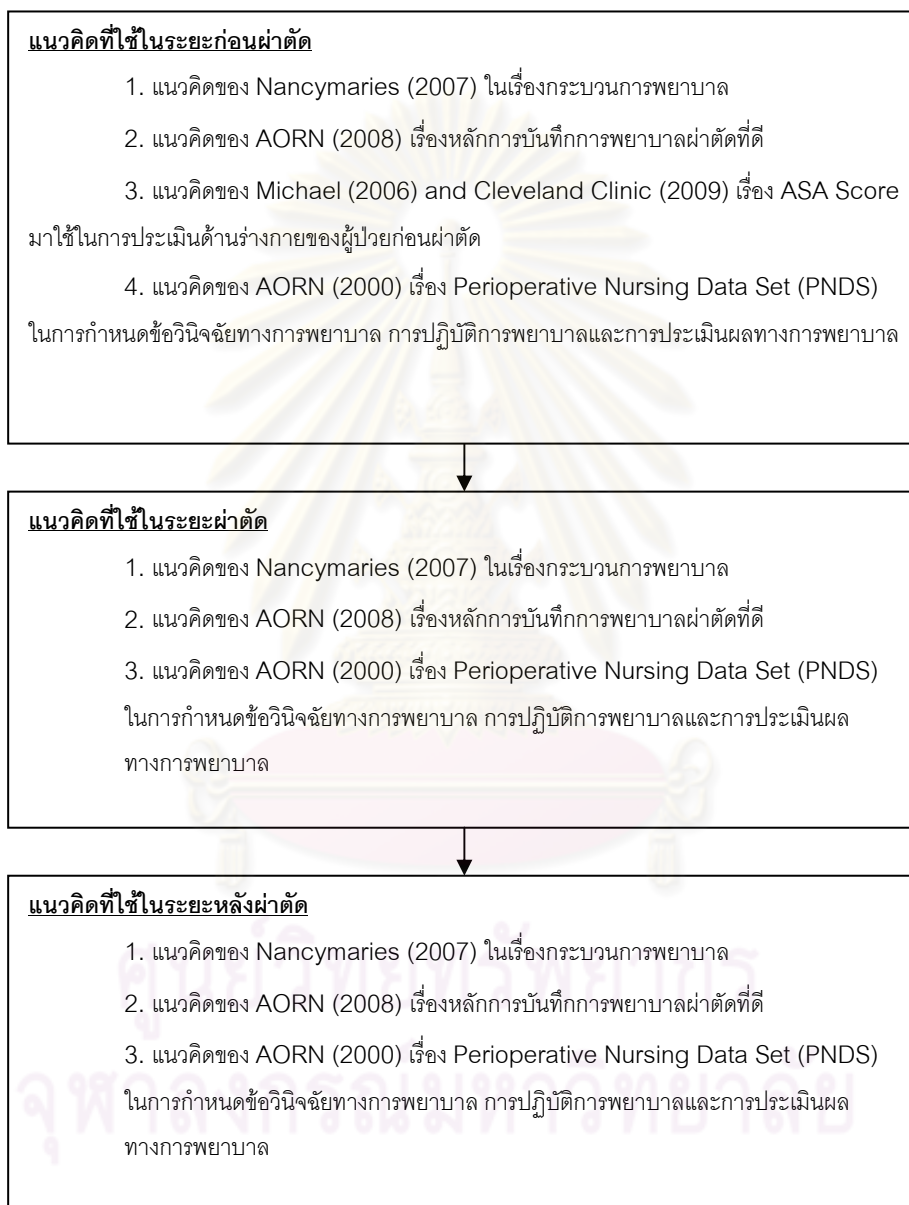 แนวคิดที่ใช้ในระยะก่อนผ่าตัด
1. แนวคิดของ Nancymaries (2007) ในเรื่องกระบวนการพยาบาล
2. แนวคิดของ AORN (2008) เรื่องหลักการบันทึกการพยาบาลผ่าตัดที่ดี
3. แนวคิดของ Michael (2006) and Cleveland Clinic (2009) เรื่อง ASA Score
มาใช้ในการประเมินด้านร่างกายของผู้ป่วยก่อนผ่าตัด
4. แนวคิดของ AORN (2000) เรื่อง Perioperative Nursing Data Set (PNDS)
ในการกำหนดข้อวินิจฉัยทางการพยาบาล การปฏิบัติการพยาบาลและการประเมินผลทางการพยาบาล
แนวคิดที่ใช้ในระยะผ่าตัด
1. แนวคิดของ Nancymaries (2007) ในเรื่องกระบวนการพยาบาล
2. แนวคิดของ AORN (2008) เรื่องหลักการบันทึกการพยาบาลผ่าตัดที่ดี
3. แนวคิดของ AORN (2000) เรื่อง Perioperative Nursing Data Set (PNDS)
ในการกำหนดข้อวินิจฉัยทางการพยาบาล การปฏิบัติการพยาบาลและการประเมินผล
ทางการพยาบาล
แนวคิดที่ใช้ในระยะหลังผ่าตัด
1. แนวคิดของ Nancymaries (2007) ในเรื่องกระบวนการพยาบาล
ศูนย์วิทยทรัพยากร
2. แนวคิดของ AORN (2008) เรื่องหลักการบันทึกการพยาบาลผ่าตัดที่ดี
3. แนวคิดของ AORN (2000) เรื่อง Perioperative Nursing Data Set (PNDS)
ในการกำหนดข้อวินิจฉัยทางการพยาบาล การปฏิบัติการพยาบาลและการประเมินผล
จุฬาลงกรณ์มหาวิทยาลัย
ทางการพยาบาล